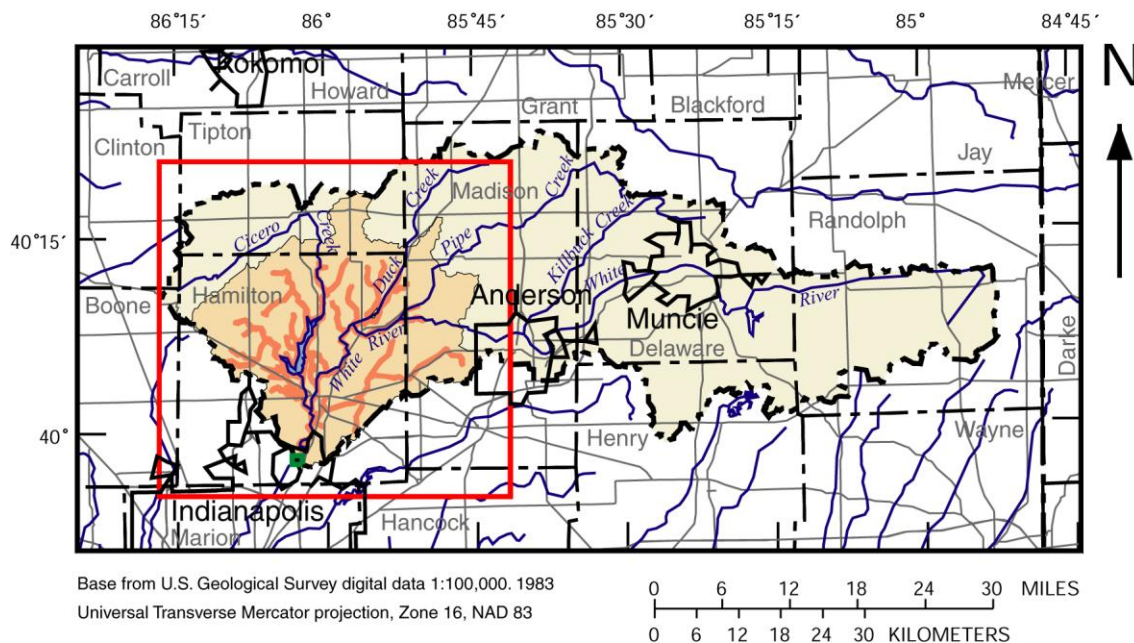 86°15´ 86° 85°45´ 85°30´ 85°15´ 85° 84°45´
N
Kokomo
Carroll
Howard
Mercer
Grant
Blackford
Tipton
Clinton
Jay
Creek
Madison
Creek
Randolph
Cicero
Creek
Pipe
Killbuck Creek
40°15´
Duck
White
Hamilton
Anderson
River
Boone
Muncie
White River
Delaware
Darke
40°
Henry
Wayne
Indianapolis
Hancock
Marion
Base from U.S. Geological Survey digital data 1:100,000. 1983
Universal Transverse Mercator projection, Zone 16, NAD 83
0 6 12 18 24 30 MILES
0 6 12 18 24 30 KILOMETERS